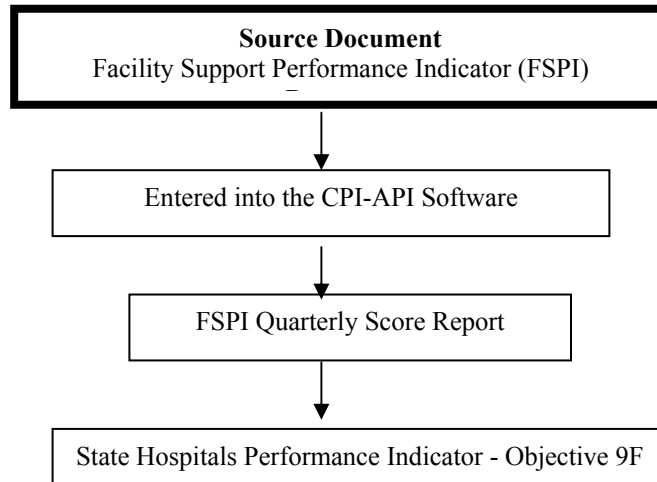 Source Document
Facility Support Performance Indicator (FSPI)
Entered into the CPI-API Software
FSPI Quarterly Score Report
State Hospitals Performance Indicator - Objective 9F